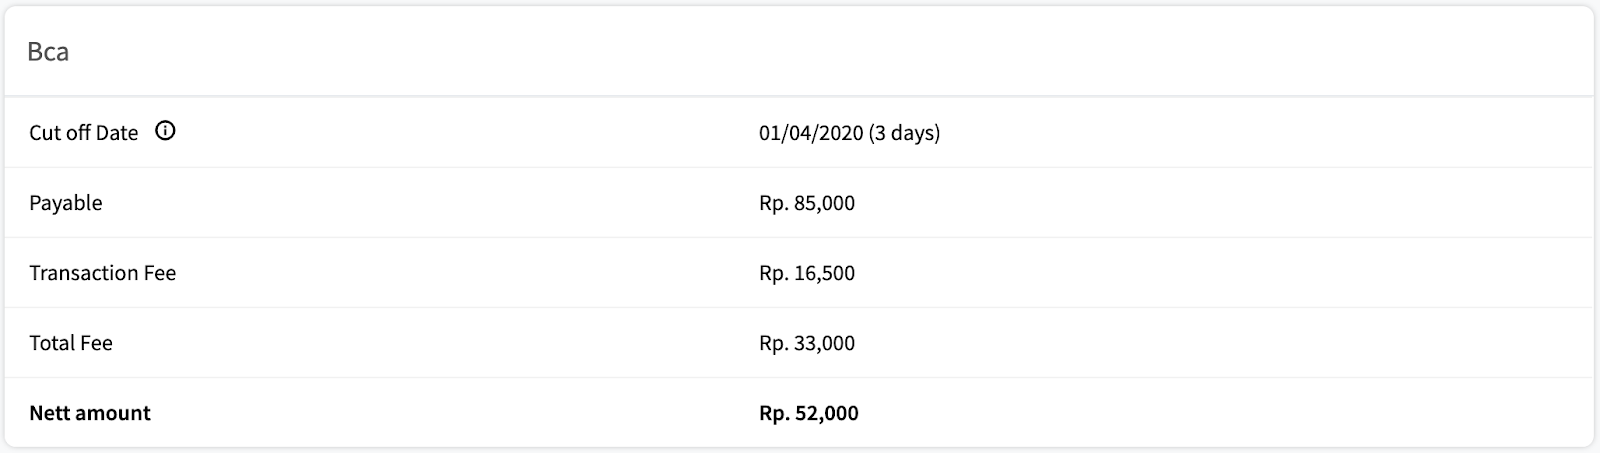 Bca
Cut off Date 01/04/2020 (3 days)
Payable Rp. 85,000
Transaction Fee Rp. 16,500
Total Fee Rp. 33,000
Nett amount Rp. 52,000